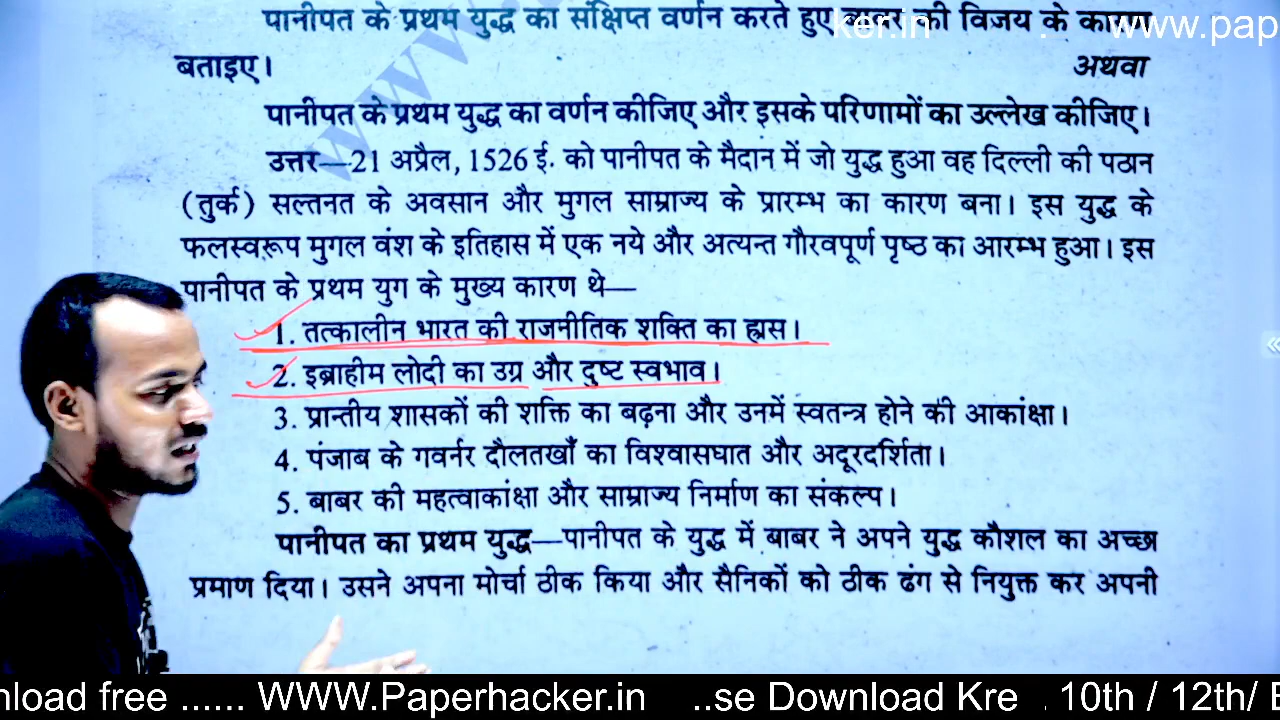 पानीपत के प्रथम युद्ध का संक्षिप्त वर्णन करते हुए बाबर की विजय के कारण
ker.in www.pap
बताइए। अथवा
पानीपत के प्रथम युद्ध का वर्णन कीजिए और इसके परिणामों का उल्लेख कीजिए।
उत्तर—21 अप्रैल, 1526 ई. को पानीपत के मैदान में जो युद्ध हुआ वह दिल्ली की पठान
(तुर्क) सल्तनत के अवसान और मुगल साम्राज्य के प्रारम्भ का कारण बना। इस युद्ध के
फलस्वरूप मुगल वंश के इतिहास में एक नये और अत्यन्त गौरवपूर्ण पृष्ठ का आरम्भ हुआ। इस
पानीपत के प्रथम युग के मुख्य कारण थे—
1. तत्कालीन भारत की राजनीतिक शक्ति का ह्रास।
2. इब्राहीम लोदी का उग्र और दुष्ट स्वभाव।
3. प्रान्तीय शासकों की शक्ति का बढ़ना और उनमें स्वतन्त्र होने की आकांक्षा।
4. पंजाब के गवर्नर दौलतखाँ का विश्वासघात और अदूरदर्शिता।
5. बाबर की महत्वाकांक्षा और साम्राज्य निर्माण का संकल्प।
पानीपत का प्रथम युद्ध—पानीपत के युद्ध में बाबर ने अपने युद्ध कौशल का अच्छा
प्रमाण दिया। उसने अपना मोर्चा ठीक किया और सैनिकों को ठीक ढंग से नियुक्त कर अपनी
nload free ...... WWW.Paperhacker.in ..se Download Kre . 10th / 12th/ E